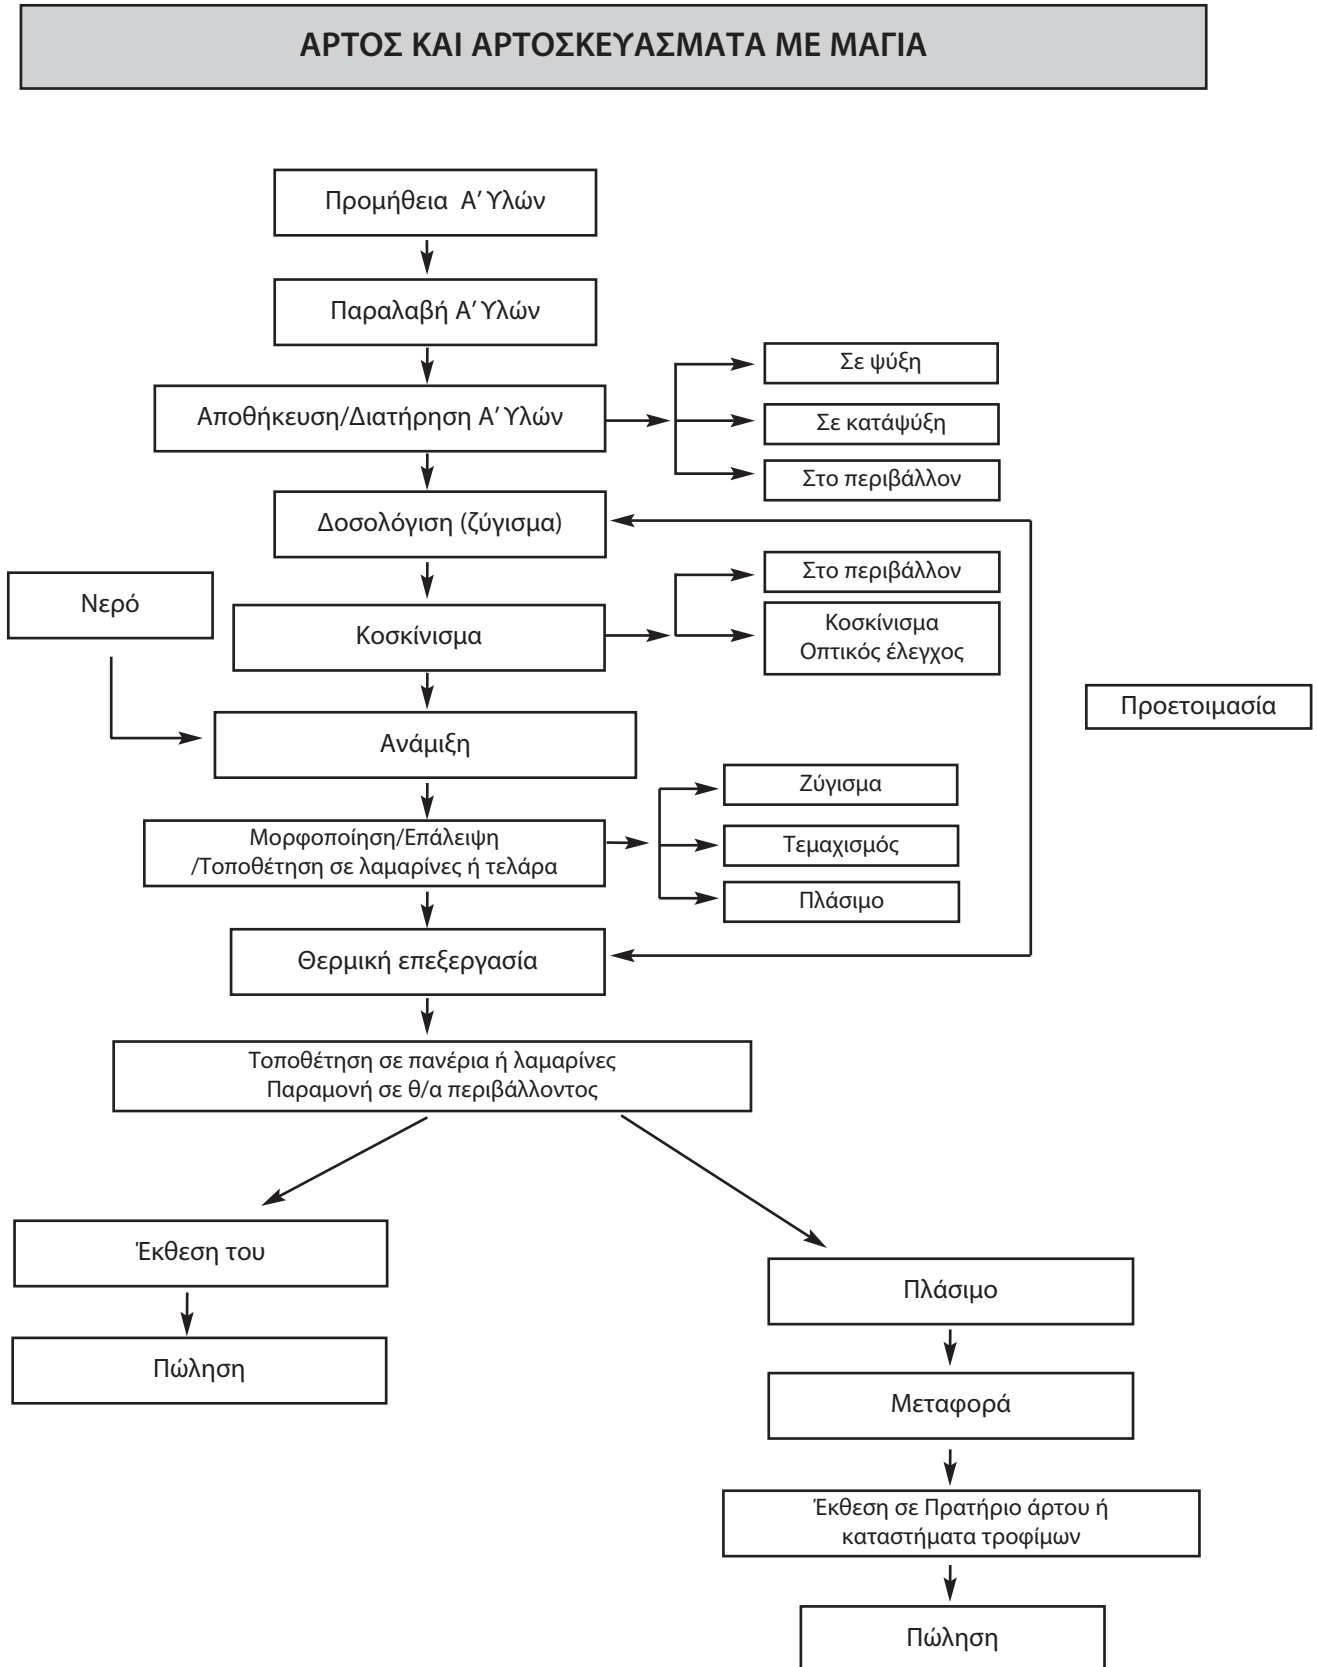 ΑΡΤΟΣ ΚΑΙ ΑΡΤΟΣΚΕΥΑΣΜΑΤΑ ΜΕ ΜΑΓΙΑ
Προμήθεια Α’ Υλών
Παραλαβή Α’ Υλών
Αποθήκευση/Διατήρηση Α’ Υλών
Σε ψύξη
Σε κατάψύξη
Στο περιβάλλον
Δοσολόγιση (ζύγισμα)
Νερό
Κοσκίνισμα
Στο περιβάλλον
Κοσκίνισμα
Οπτικός έλεγχος
Προετοιμασία
Ανάμιξη
Μορφοποίηση/Επάλειψη
/Τοποθέτηση σε λαμαρίνες ή τελάρα
Ζύγισμα
Τεμαχισμός
Πλάσιμο
Θερμική επεξεργασία
Τοποθέτηση σε πανέρια ή λαμαρίνες
Παραμονή σε θ/α περιβάλλοντος
Έκθεση του
Πώληση
Πλάσιμο
Μεταφορά
Έκθεση σε Πρατήριο άρτου ή
καταστήματα τροφίμων
Πώληση